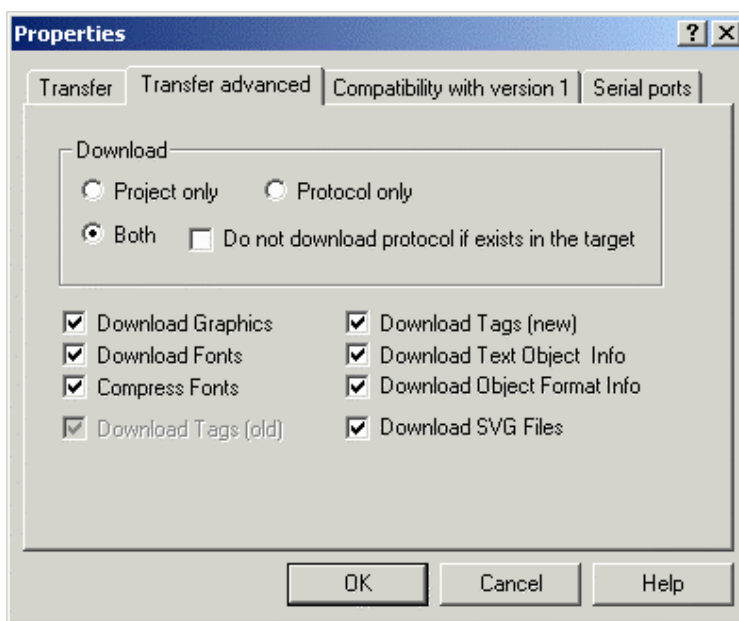 Properties
Transfer Transfer advanced Compatibility with version 1 Serial ports
Download
Project only Protocol only
Both Do not download protocol if exists in the target
Download Graphics Download Tags (new)
Download Fonts Download Text Object Info
Compress Fonts Download Object Format Info
Download Tags (old) Download SVG Files
OK Cancel Help